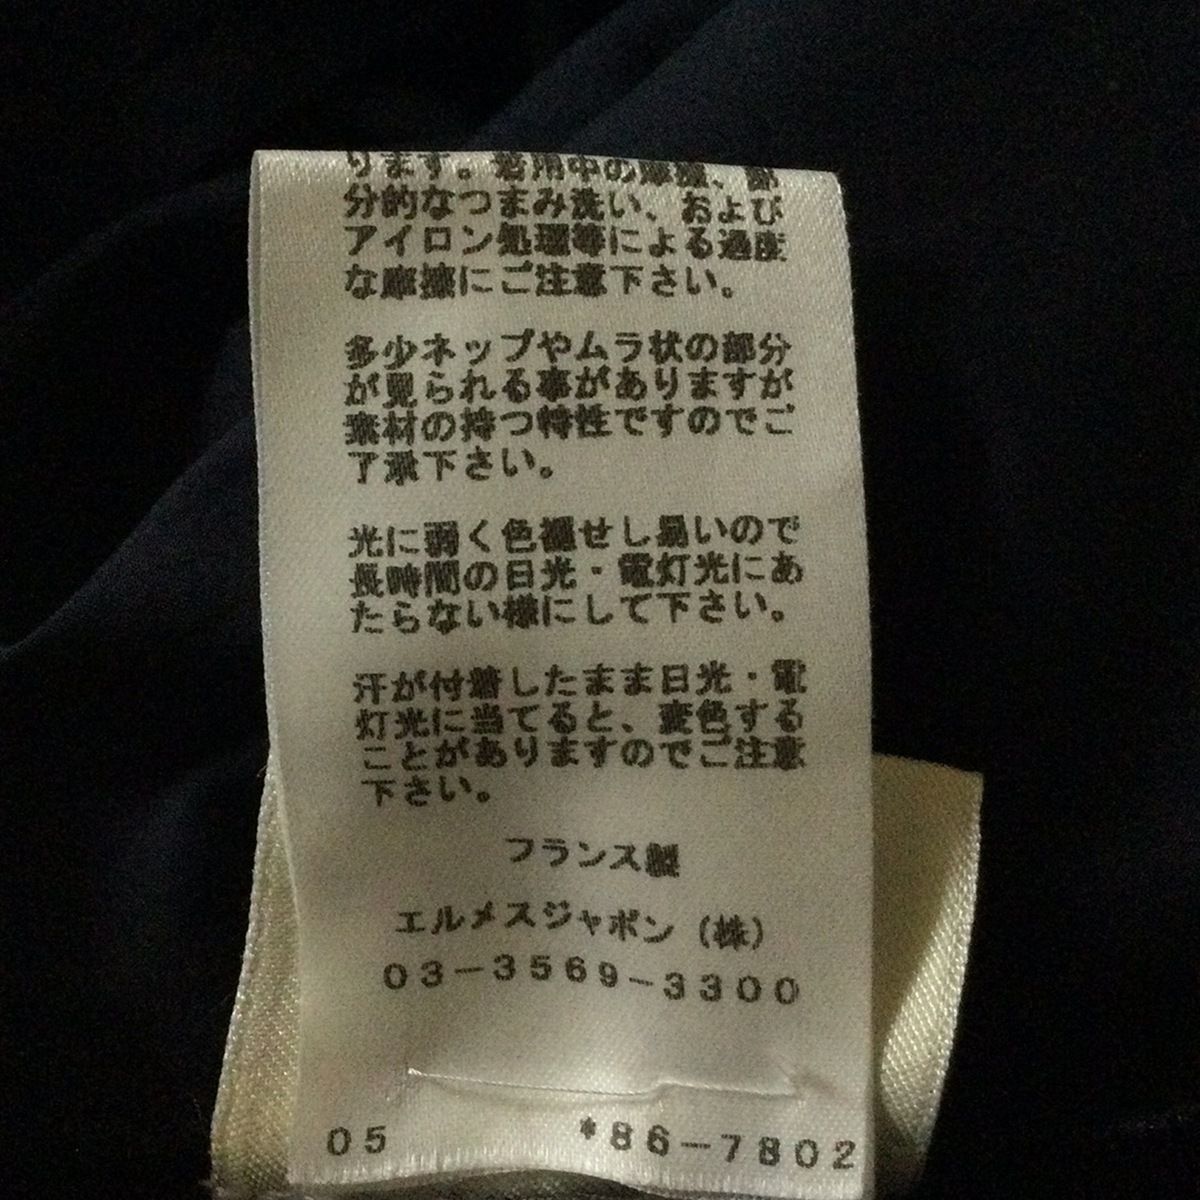 ります。着用中の摩擦、部
分的なつまみ洗い、および
アイロン処理等による過度
な摩擦にご注意下さい。
多少ネップやムラ状の部分
が見られる事がありますが
素材の持つ特性ですのでご
了承下さい。
光に弱く色褪せし易いので
長時間の日光・電灯光にあ
たらない様にして下さい。
汗が付着したまま日光・電
灯光に当てると、変色する
ことがありますのでご注意
下さい。
フランス製
エルメスジャポン（株）
03-3569-3300
05 *86-7802